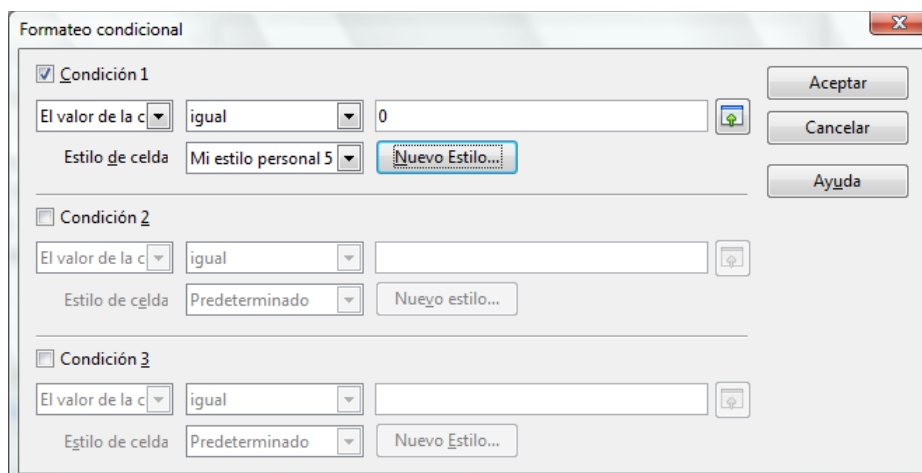 Formateo condicional
Condición 1
Aceptar
El valor de la c igual 0
Cancelar
Estilo de celda Mi estilo personal 5 Nuevo Estilo...
Ayuda
Condición 2
El valor de la c igual
Estilo de celda Predeterminado Nuevo estilo...
Condición 3
El valor de la c igual
Estilo de celda Predeterminado Nuevo Estilo...